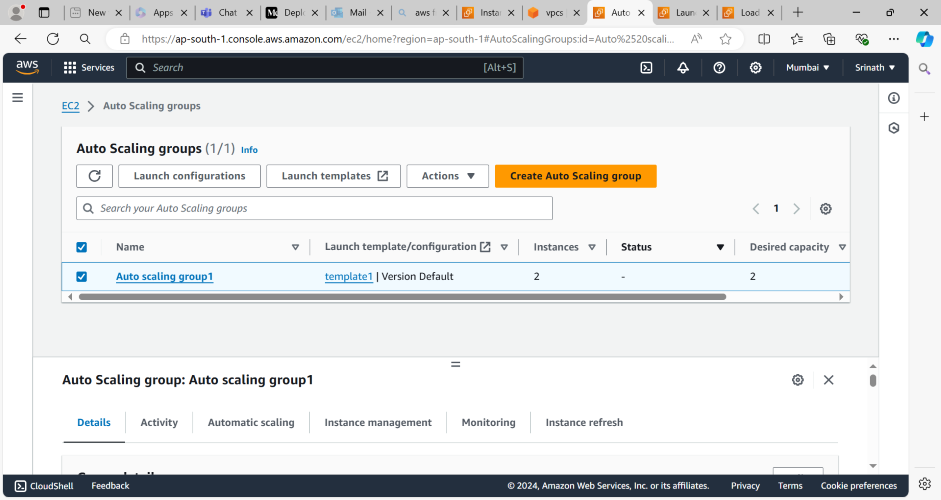 New
Apps
Chat
Depl
Mail
aws
Instan
vpcs
Auto
Laun
Load
https://ap-south-1.console.aws.amazon.com/ec2/home?region=ap-south-1#AutoScalingGroups:id=Auto%2520scali...
aws
Services
Search
[Alt+S]
Mumbai
Srinath
EC2 > Auto Scaling groups
Auto Scaling groups (1/1) Info
Launch configurations
Launch templates
Actions
Create Auto Scaling group
Search your Auto Scaling groups
1
Name
Launch template/configuration
Instances
Status
Desired capacity
Auto scaling group1
template1 | Version Default
2
-
2
Auto Scaling group: Auto scaling group1
Details
Activity
Automatic scaling
Instance management
Monitoring
Instance refresh
CloudShell
Feedback
© 2024, Amazon Web Services, Inc. or its affiliates.
Privacy
Terms
Cookie preferences